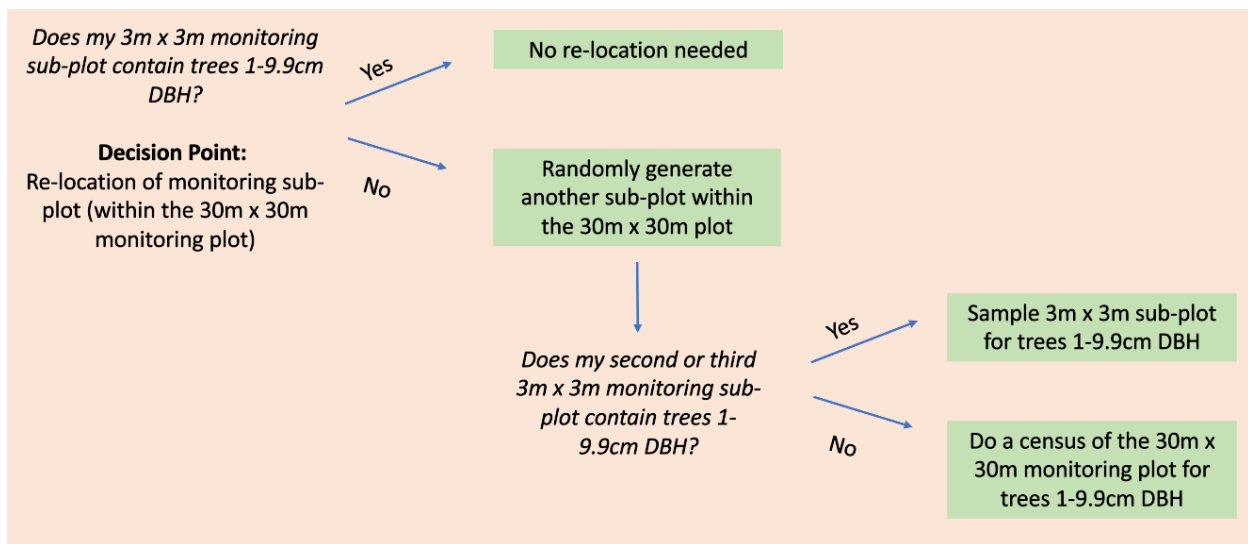 Does my 3m x 3m monitoring
sub-plot contain trees 1-9.9cm
DBH?
Yes
No re-location needed
Decision Point:
Re-location of monitoring sub-
plot (within the 30m x 30m
monitoring plot)
No
Randomly generate
another sub-plot within
the 30m x 30m plot
Does my second or third
3m x 3m monitoring sub-
plot contain trees 1-
9.9cm DBH?
Yes
Sample 3m x 3m sub-plot
for trees 1-9.9cm DBH
No
Do a census of the 30m x
30m monitoring plot for
trees 1-9.9cm DBH